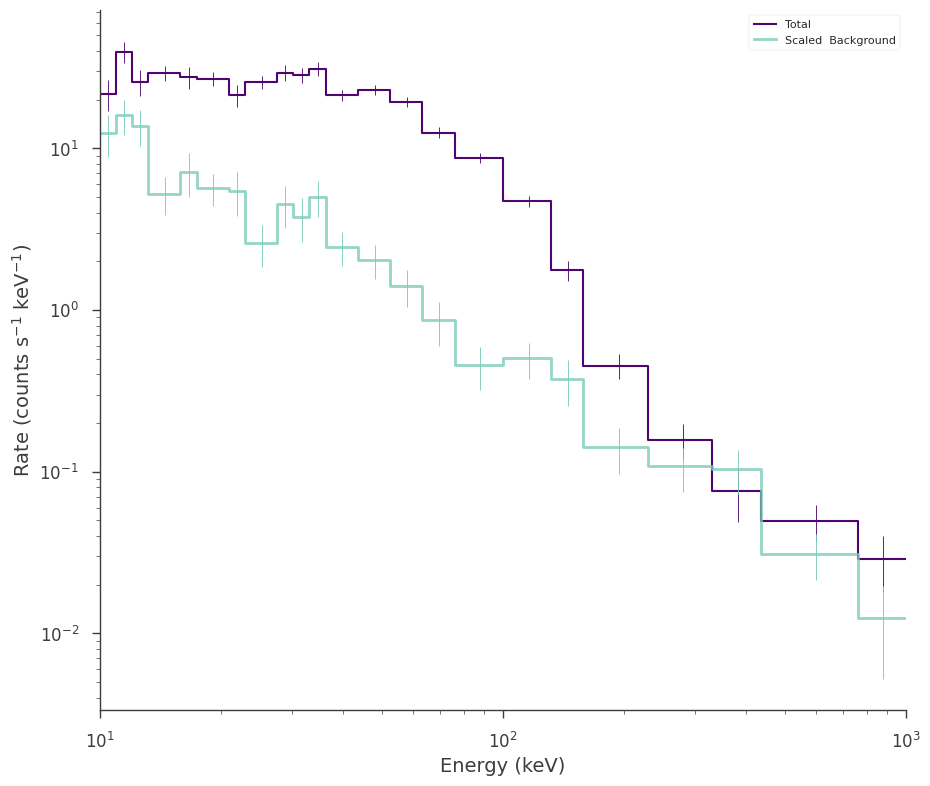 Total
Scaled Background
Rate (counts s⁻¹ keV⁻¹)
10¹
10⁰
10⁻¹
10⁻²
10¹ 10² 10³
Energy (keV)